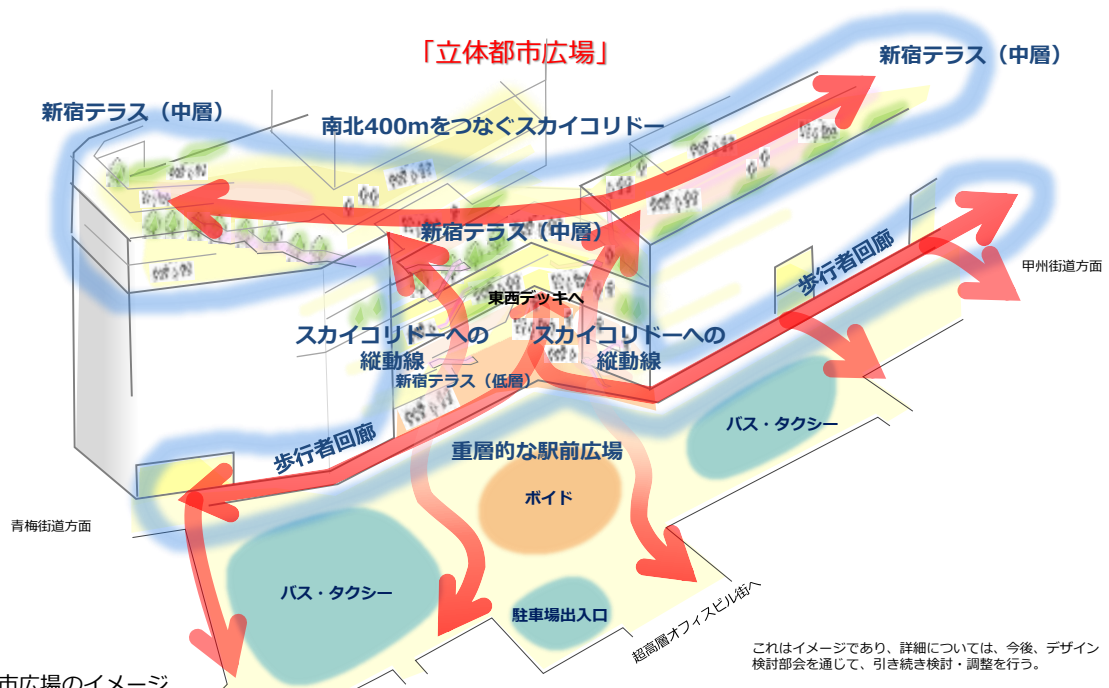 「立体都市広場」
新宿テラス（中層）
新宿テラス（中層）
南北400mをつなぐスカイコリドー
新宿テラス（中層）
歩行者回廊
甲州街道方面
東西デッキへ
スカイコリドーへの
縦動線
スカイコリドーへの
縦動線
新宿テラス（低層）
歩行者回廊
重層的な駅前広場
バス・タクシー
ボイド
青梅街道方面
バス・タクシー
駐車場出入口
超高層オフィスビル街へ
これはイメージであり、詳細については、今後、デザイン
検討部会を通じて、引き続き検討・調整を行う。
市広場のイメージ